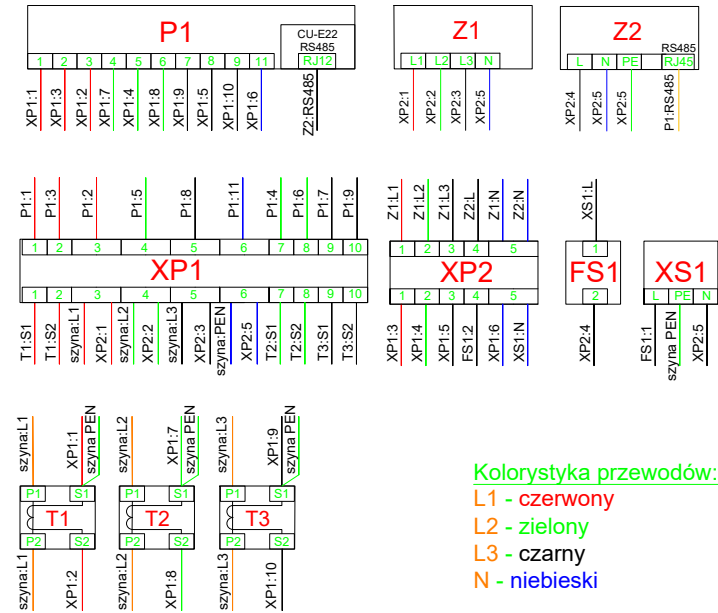 P1
CU-E22
RS485
1 2 3 4 5 6 7 8 9 11 RJ12
XP1:1 XP1:3 XP1:2 XP1:7 XP1:4 XP1:8 XP1:9 XP1:5 XP1:10 XP1:6 Z2:RS485
Z1
L1 L2 L3 N
XP2:1 XP2:2 XP2:3 XP2:5
Z2
RS485
L N PE RJ45
XP2:4 XP2:5 XP2:5 P1:RS485
P1:1 P1:3 P1:2 P1:5 P1:8 P1:11 P1:4 P1:6 P1:7 P1:9
1 2 3 4 5 6 7 8 9 10
XP1
1 2 3 4 5 6 7 8 9 10
T1:S1 T1:S2 szyna:L1 XP2:1 szyna:L2 XP2:2 szyna:L3 XP2:3 szyna:PEN XP2:5 T2:S1 T2:S2 T3:S1 T3:S2
Z1:L1 Z1:L2 Z1:L3 Z2:L Z1:N Z2:N
1 2 3 4 5
XP2
1 2 3 4 5
XP1:3 XP1:4 XP1:5 FS1:2 XP1:6 XS1:N
XS1:L
1
FS1
2
XP2:4
XS1
L PE N
FS1:1 szyna PEN XP2:5
szyna:L1 XP1:1 szyna PEN
P1 S1
T1
P2 S2
szyna:L1 XP1:2
szyna:L2 XP1:7 szyna PEN
P1 S1
T2
P2 S2
szyna:L2 XP1:8
szyna:L3 XP1:9 szyna PEN
P1 S1
T3
P2 S2
szyna:L3 XP1:10
Kolorystyka przewodów:
L1 - czerwony
L2 - zielony
L3 - czarny
N - niebieski